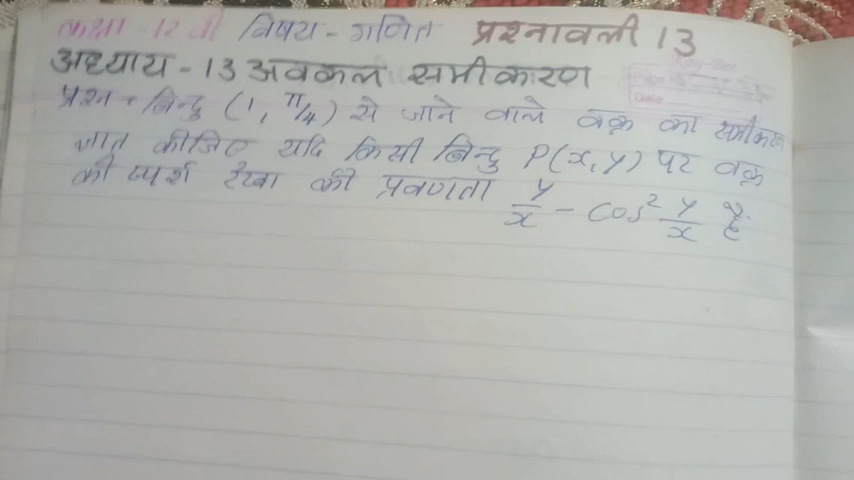 कक्षा-12 वी विषय-गणित प्रश्नावली 13
अध्याय-13 अवकल समीकरण
प्रश्न+ बिन्दु (1, π/4) से जाने वाले वक्र का समीकरण
ज्ञात कीजिए यदि किसी बिन्दु P(x,y) पर वक्र
की स्पर्श रेखा की प्रवणता y/x - Cos² y/x है